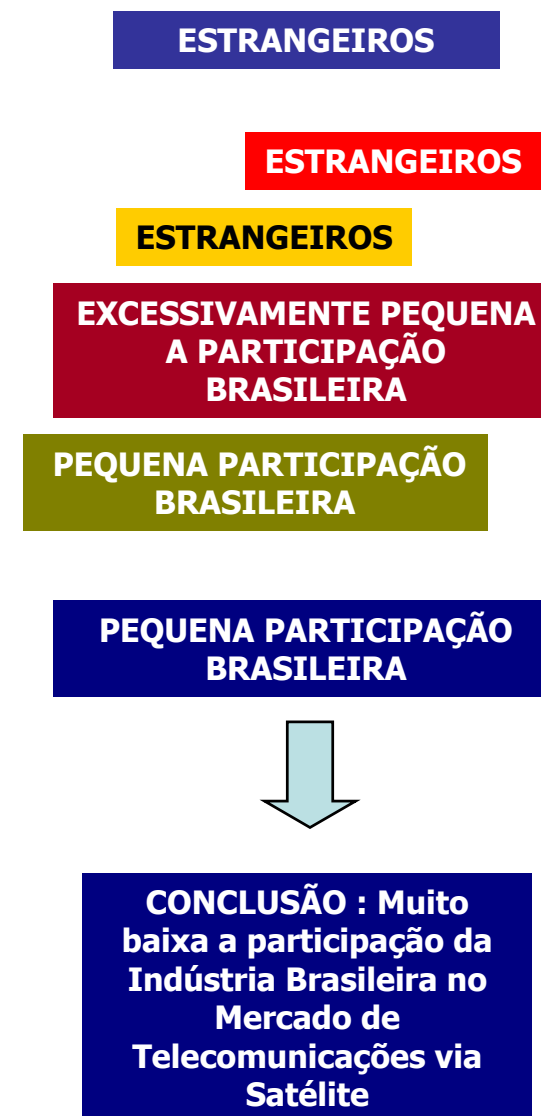 ESTRANGEIROS
ESTRANGEIROS
ESTRANGEIROS
EXCESSIVAMENTE PEQUENA
A PARTICIPAÇÃO
BRASILEIRA
PEQUENA PARTICIPAÇÃO
BRASILEIRA
PEQUENA PARTICIPAÇÃO
BRASILEIRA
CONCLUSÃO : Muito
baixa a participação da
Indústria Brasileira no
Mercado de
Telecomunicações via
Satélite